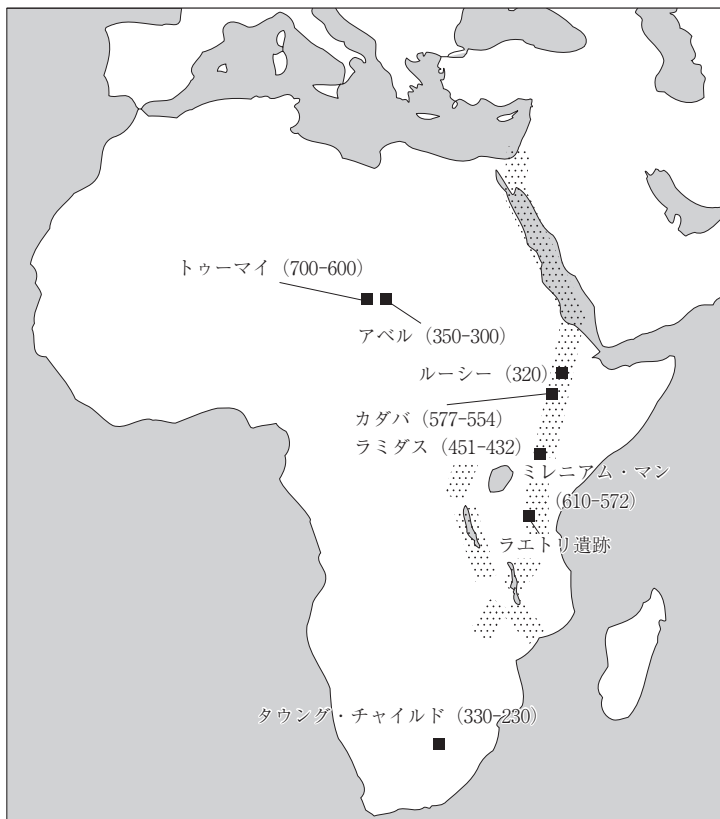 トゥーマイ（700-600）
アベル（350-300）
ルーシー（320）
カダバ（577-554）
ラミダス（451-432）
ミレニアム・マン
（610-572）
ラエトリ遺跡
タウング・チャイルド（330-230）